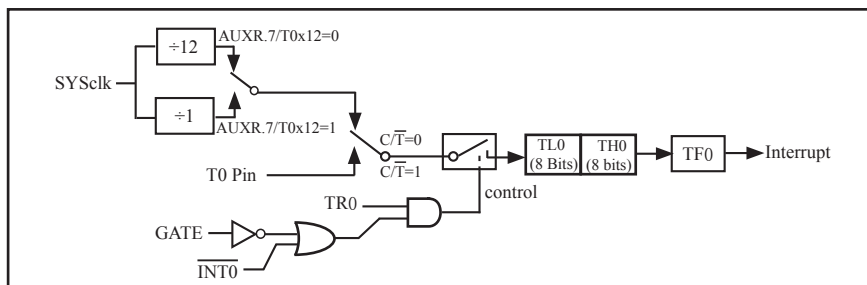 ÷12
AUXR.7/T0x12=0
SYSclk
÷1
AUXR.7/T0x12=1
C/T̅=0
C/T̅=1
T0 Pin
TL0
(8 Bits)
TH0
(8 bits)
TF0
Interrupt
control
TR0
GATE
I̅N̅T̅0̅